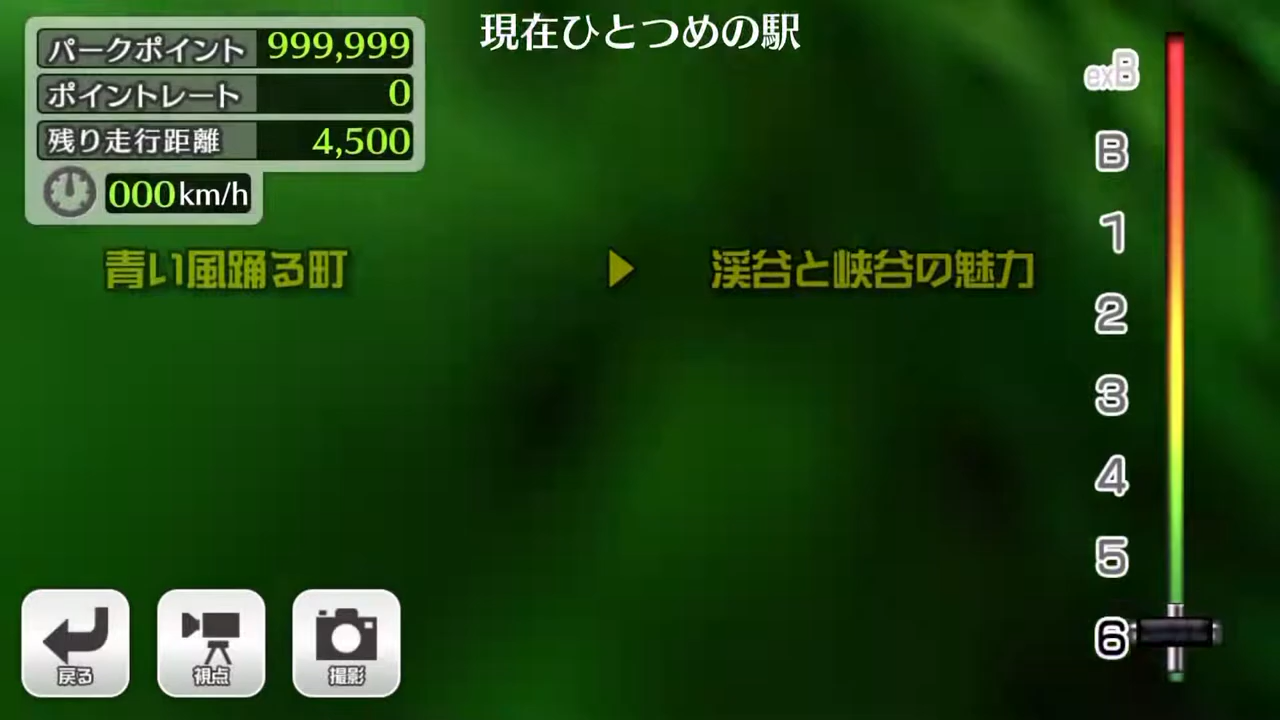 現在ひとつめの駅
パークポイント 999,999
ポイントレート 0
残り走行距離 4,500
000km/h
青い風踊る町 ▶ 渓谷と峡谷の魅力
exB
B
1
2
3
4
5
6
戻る 視点 撮影